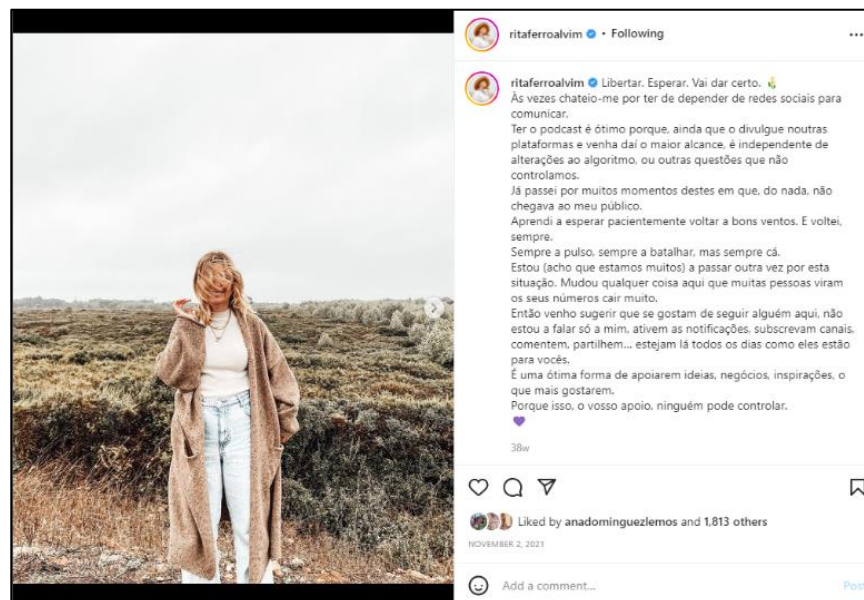 ritaferroalvim • Following
ritaferroalvim Libertar. Esperar. Vai dar certo.
Às vezes chateio-me por ter de depender de redes sociais para
comunicar.
Ter o podcast é ótimo porque, ainda que o divulgue noutras
plataformas e venha daí o maior alcance, é independente de
alterações ao algoritmo, ou outras questões que não
controlamos.
Já passei por muitos momentos destes em que, do nada, não
chegava ao meu público.
Aprendi a esperar pacientemente voltar a bons ventos. E voltei,
sempre.
Sempre a pulso, sempre a batalhar, mas sempre cá.
Estou (acho que estamos muitos) a passar outra vez por esta
situação. Mudou qualquer coisa aqui que muitas pessoas viram
os seus números cair muito.
Então venho sugerir que se gostam de seguir alguém aqui, não
estou a falar só a mim, ativem as notificações, subscrevam canais,
comentem, partilhem... estejam lá todos os dias como eles estão
para vocês.
É uma ótima forma de apoiarem ideias, negócios, inspirações, o
que mais gostarem.
Porque isso, o vosso apoio, ninguém pode controlar.
38w
Liked by anadominguezlemos and 1,813 others
NOVEMBER 2, 2021
Add a comment...
Post